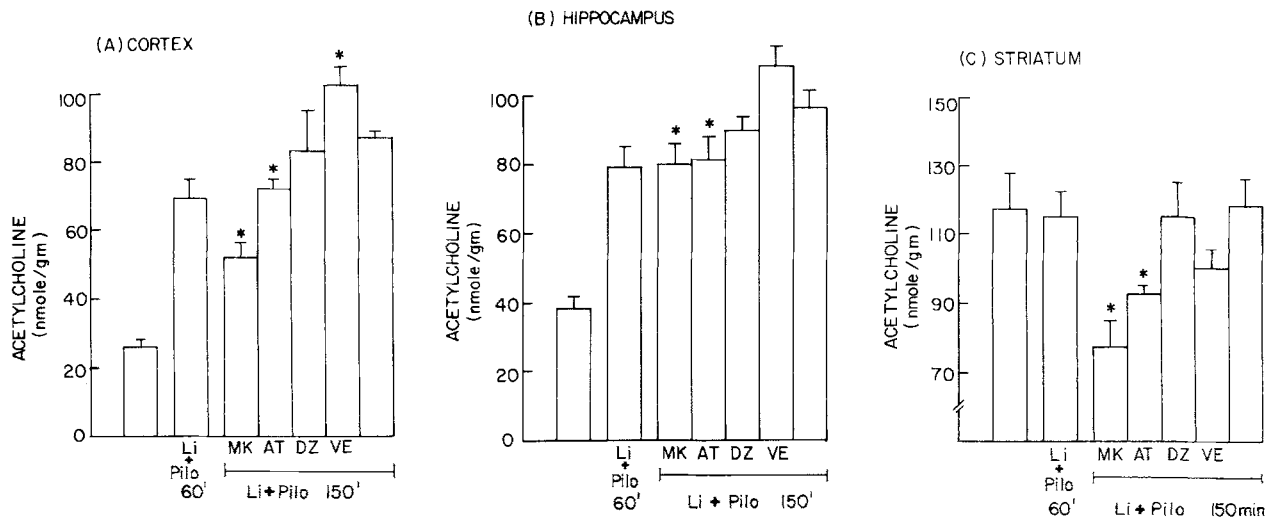 (A) CORTEX
*
100
80
60
40
20
0
ACETYLCHOLINE
(nmole/gm)
*
*
Li
+
Pilo
60'
MK AT DZ VE
Li+Pilo 150'
(B) HIPPOCAMPUS
100
80
60
40
20
0
ACETYLCHOLINE
(nmole/gm)
* *
Li
+
Pilo
60'
MK AT DZ VE
Li + Pilo 150'
(C) STRIATUM
150
130
110
90
70
ACETYLCHOLINE
(nmole/gm)
*
*
Li
+
Pilo
60'
MK AT DZ VE
Li + Pilo 150min